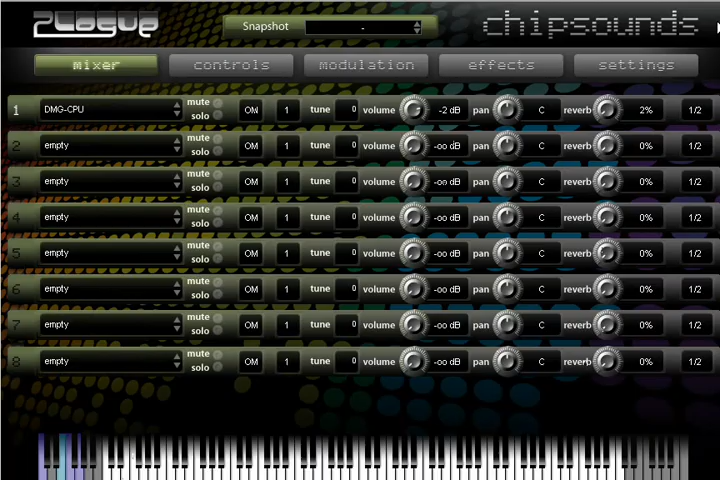 plogue
Snapshot - chipsounds
mixer controls modulation effects settings
1 DMG-CPU mute solo OM 1 tune 0 volume -2 dB pan C reverb 2% 1/2
2 empty mute solo OM 1 tune 0 volume -oo dB pan C reverb 0% 1/2
3 empty mute solo OM 1 tune 0 volume -oo dB pan C reverb 0% 1/2
4 empty mute solo OM 1 tune 0 volume -oo dB pan C reverb 0% 1/2
5 empty mute solo OM 1 tune 0 volume -oo dB pan C reverb 0% 1/2
6 empty mute solo OM 1 tune 0 volume -oo dB pan C reverb 0% 1/2
7 empty mute solo OM 1 tune 0 volume -oo dB pan C reverb 0% 1/2
8 empty mute solo OM 1 tune 0 volume -oo dB pan C reverb 0% 1/2